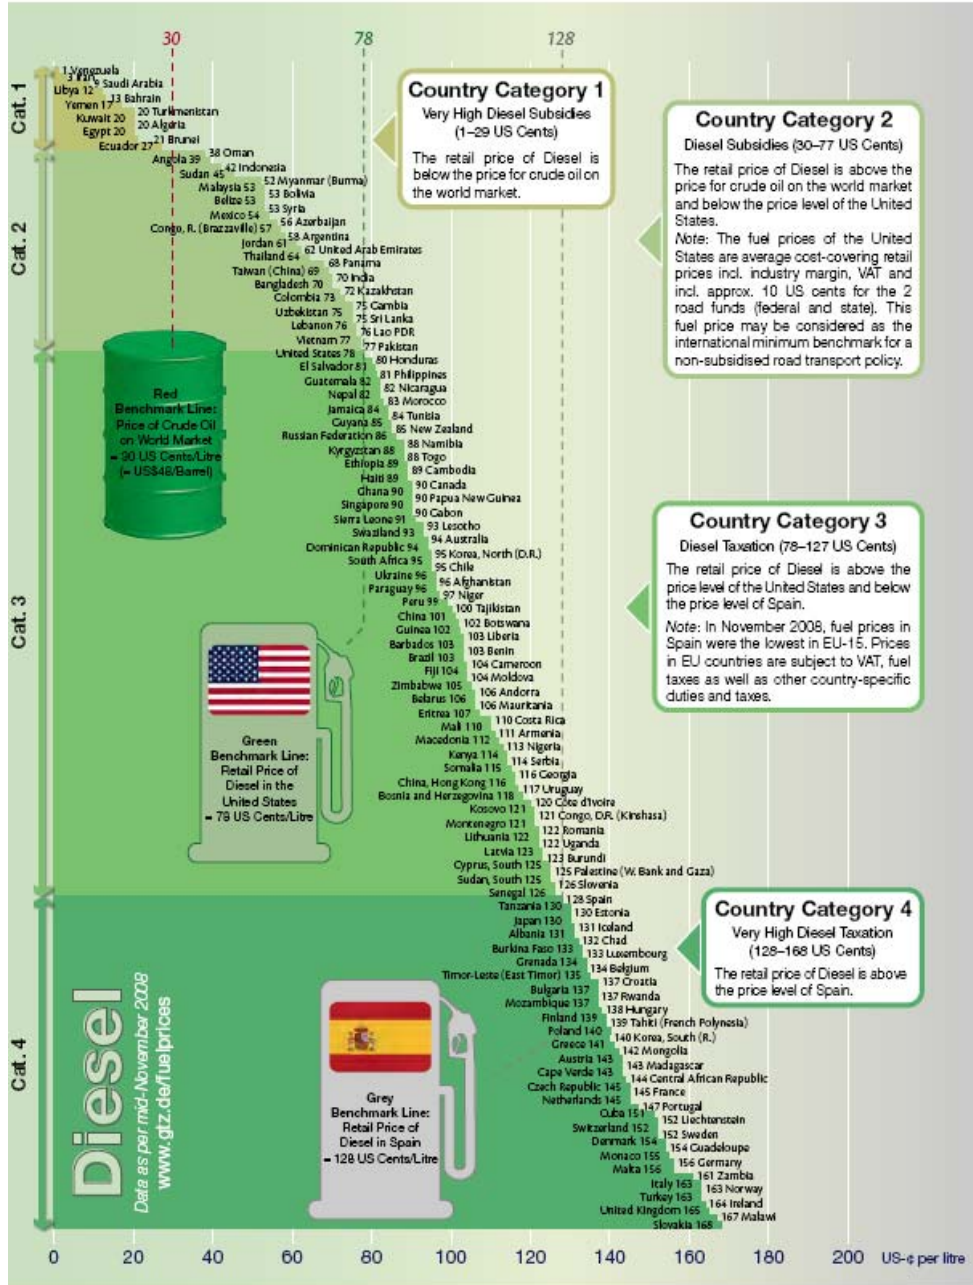 30
78
128
Cat. 1
1 Venezuela
3 Iran
9 Saudi Arabia
Libya 12
13 Bahrain
Yemen 17
20 Turkmenistan
Kuwait 20
20 Algeria
Egypt 20
21 Brunei
Ecuador 27
Cat. 2
38 Oman
Angola 39
42 Indonesia
Sudan 45
52 Myanmar (Burma)
Malaysia 53
53 Bolivia
Belize 53
53 Syria
Mexico 54
56 Azerbaijan
Congo, R. (Brazzaville) 57
58 Argentina
Jordan 61
62 United Arab Emirates
Thailand 64
68 Panama
Taiwan (China) 69
70 India
Bangladesh 70
72 Kazakhstan
Colombia 73
75 Gambia
Uzbekistan 75
75 Sri Lanka
Lebanon 76
76 Lao PDR
Vietnam 77
77 Pakistan
Cat. 3
United States 78
80 Honduras
El Salvador 81
81 Philippines
Guatemala 82
82 Nicaragua
Nepal 82
83 Morocco
Jamaica 84
84 Tunisia
Guyana 85
85 New Zealand
Russian Federation 86
88 Namibia
Kyrgyzstan 88
88 Togo
Ethiopia 89
89 Cambodia
Haiti 89
90 Canada
Ghana 90
90 Papua New Guinea
Singapore 90
90 Gabon
Sierra Leone 91
93 Lesotho
Swaziland 93
94 Australia
Dominican Republic 94
95 Korea, North (D.R.)
South Africa 95
95 Chile
Ukraine 96
96 Afghanistan
Paraguay 96
97 Niger
Peru 99
100 Tajikistan
China 101
102 Botswana
Guinea 102
103 Liberia
Barbados 103
103 Benin
Brazil 103
104 Cameroon
Fiji 104
104 Moldova
Zimbabwe 105
106 Andorra
Belarus 106
106 Mauritania
Eritrea 107
110 Costa Rica
Mali 110
111 Armenia
Macedonia 112
113 Nigeria
Kenya 114
114 Serbia
Somalia 115
116 Georgia
China, Hong Kong 116
117 Uruguay
Bosnia and Herzegovina 118
120 Côte d'Ivoire
Kosovo 121
121 Congo, D.R. (Kinshasa)
Montenegro 121
122 Romania
Lithuania 122
122 Uganda
Latvia 123
123 Burundi
Cyprus, South 125
125 Palestine (W. Bank and Gaza)
Sudan, South 125
126 Slovenia
Senegal 126
Cat. 4
128 Spain
Tanzania 130
130 Estonia
Japan 130
131 Iceland
Albania 131
132 Chad
Burkina Faso 133
133 Luxembourg
Grenada 134
134 Belgium
Timor-Leste (East Timor) 135
137 Croatia
Bulgaria 137
137 Rwanda
Mozambique 137
138 Hungary
Finland 139
139 Tahiti (French Polynesia)
Poland 140
140 Korea, South (R.)
Greece 141
142 Mongolia
Austria 143
143 Madagascar
Cape Verde 143
144 Central African Republic
Czech Republic 145
145 France
Netherlands 145
147 Portugal
Cuba 151
152 Liechtenstein
Switzerland 152
152 Sweden
Denmark 154
154 Guadeloupe
Monaco 155
156 Germany
Malta 156
161 Zambia
Italy 163
163 Norway
Turkey 163
164 Ireland
United Kingdom 165
167 Malawi
Slovakia 168
Country Category 1
Very High Diesel Subsidies
(1–29 US Cents)
The retail price of Diesel is
below the price for crude oil on
the world market.
Country Category 2
Diesel Subsidies (30–77 US Cents)
The retail price of Diesel is above the
price for crude oil on the world market
and below the price level of the United
States.
Note: The fuel prices of the United
States are average cost-covering retail
prices incl. industry margin, VAT and
incl. approx. 10 US cents for the 2
road funds (federal and state). This
fuel price may be considered as the
international minimum benchmark for a
non-subsidised road transport policy.
Red
Benchmark Line:
Price of Crude Oil
on World Market
= 30 US Cents/Litre
(= US$48/Barrel)
Country Category 3
Diesel Taxation (78–127 US Cents)
The retail price of Diesel is above the
price level of the United States and below
the price level of Spain.
Note: In November 2008, fuel prices in
Spain were the lowest in EU-15. Prices
in EU countries are subject to VAT, fuel
taxes as well as other country-specific
duties and taxes.
Green
Benchmark Line:
Retail Price of
Diesel in the
United States
= 78 US Cents/Litre
Country Category 4
Very High Diesel Taxation
(128–168 US Cents)
The retail price of Diesel is above
the price level of Spain.
Grey
Benchmark Line:
Retail Price of
Diesel in Spain
= 128 US Cents/Litre
Diesel
Data as per mid-November 2008
www.gtz.de/fuelprices
0 20 40 60 80 100 120 140 160 180 200 US-¢ per litre